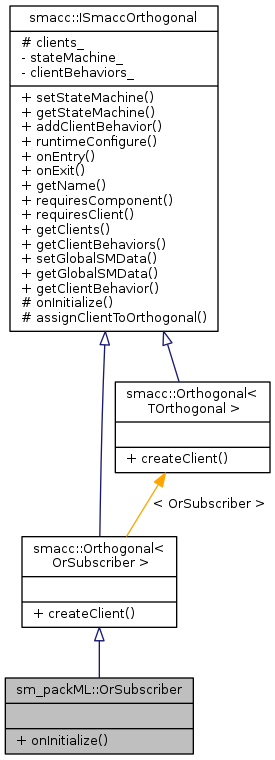 smacc::ISmaccOrthogonal
# clients_
- stateMachine_
- clientBehaviors_
+ setStateMachine()
+ getStateMachine()
+ addClientBehavior()
+ runtimeConfigure()
+ onEntry()
+ onExit()
+ getName()
+ requiresComponent()
+ requiresClient()
+ getClients()
+ getClientBehaviors()
+ setGlobalSMData()
+ getGlobalSMData()
+ getClientBehavior()
# onInitialize()
# assignClientToOrthogonal()
smacc::Orthogonal<
TOrthogonal >
+ createClient()
< OrSubscriber >
smacc::Orthogonal<
OrSubscriber >
+ createClient()
sm_packML::OrSubscriber
+ onInitialize()